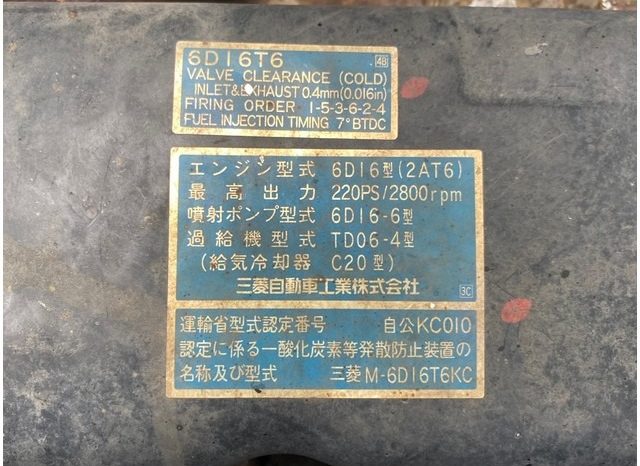 6D16T6 4B
VALVE CLEARANCE (COLD)
INLET&EXHAUST 0.4mm(0.016in)
FIRING ORDER 1-5-3-6-2-4
FUEL INJECTION TIMING 7°BTDC
エンジン型式 6D16型(2AT6)
最高出力 220PS/2800rpm
噴射ポンプ型式 6D16-6型
過給機型式 TD06-4型
(給気冷却器 C20型)
三菱自動車工業株式会社 3C
運輸省型式認定番号 自公KC010
認定に係る一酸化炭素等発散防止装置の
名称及び型式 三菱M-6D16T6KC